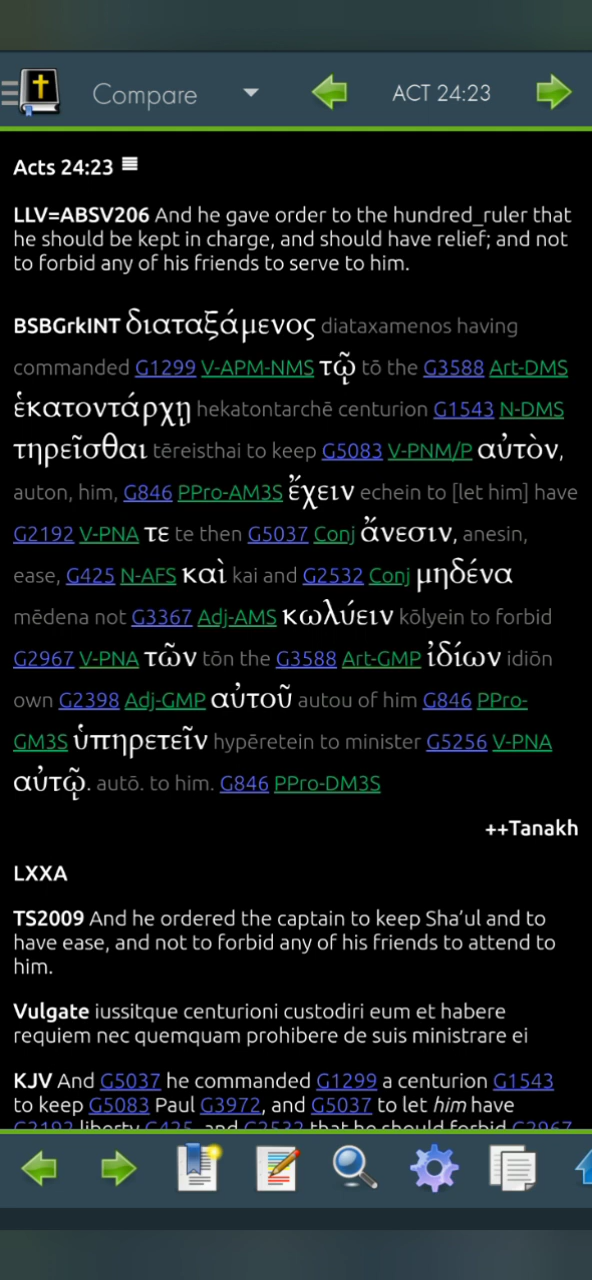 Compare
ACT 24:23
Acts 24:23
LLV=ABSV206 And he gave order to the hundred_ruler that
he should be kept in charge, and should have relief; and not
to forbid any of his friends to serve to him.
BSBGrkINT διαταξάμενος diataxamenos having
commanded G1299 V-APM-NMS τῷ tō the G3588 Art-DMS
ἑκατοντάρχῃ hekatontarchē centurion G1543 N-DMS
τηρεῖσθαι tēreisthai to keep G5083 V-PNM/P αὐτὸν,
auton, him, G846 PPro-AM3S ἔχειν echein to [let him] have
G2192 V-PNA τε te then G5037 Conj ἄνεσιν, anesin,
ease, G425 N-AFS καὶ kai and G2532 Conj μηδένα
mēdena not G3367 Adj-AMS κωλύειν kōlyein to forbid
G2967 V-PNA τῶν tōn the G3588 Art-GMP ἰδίων idiōn
own G2398 Adj-GMP αὐτοῦ autou of him G846 PPro-
GM3S ὑπηρετεῖν hypēretein to minister G5256 V-PNA
αὐτῷ. autō. to him. G846 PPro-DM3S
++Tanakh
LXXA
TS2009 And he ordered the captain to keep Sha’ul and to
have ease, and not to forbid any of his friends to attend to
him.
Vulgate iussitque centurioni custodiri eum et habere
requiem nec quemquam prohibere de suis ministrare ei
KJV And G5037 he commanded G1299 a centurion G1543
to keep G5083 Paul G3972, and G5037 to let him have
G2192 liberty G425, and G2532 that he should forbid G2967